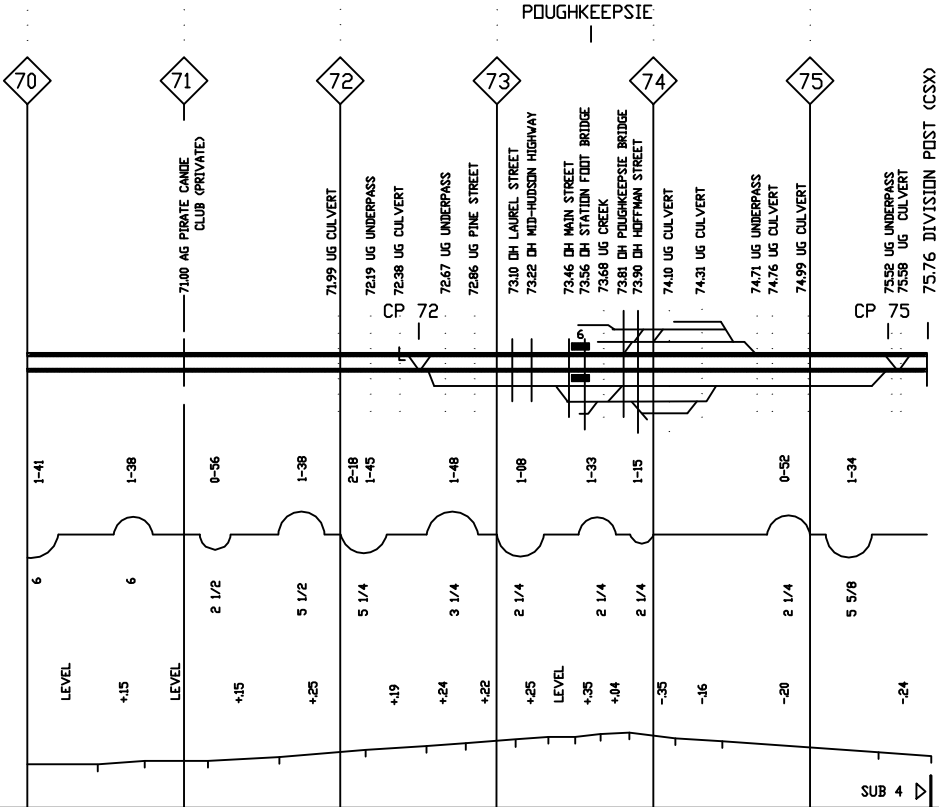 POUGHKEEPSIE
70
71
72
73
74
75
71.00 AG PIRATE CANOE
CLUB (PRIVATE)
71.99 UG CULVERT
72.19 UG UNDERPASS
72.38 UG CULVERT
72.67 UG UNDERPASS
72.86 UG PINE STREET
73.10 OH LAUREL STREET
73.22 OH MID-HUDSON HIGHWAY
73.46 OH MAIN STREET
73.56 OH STATION FOOT BRIDGE
73.68 UG CREEK
73.81 OH POUGHKEEPSIE BRIDGE
73.90 OH HOFFMAN STREET
74.10 UG CULVERT
74.31 UG CULVERT
74.71 UG UNDERPASS
74.76 UG CULVERT
74.99 UG CULVERT
75.52 UG UNDERPASS
75.58 UG CULVERT
75.76 DIVISION POST (CSX)
CP 72
CP 75
6
1-41
1-38
0-56
1-38
2-18
1-45
1-48
1-08
1-33
1-15
0-52
1-34
6
6
2 1/2
5 1/2
5 1/4
3 1/4
2 1/4
2 1/4
2 1/4
2 1/4
5 5/8
LEVEL
+.15
LEVEL
+.15
+.25
+.19
+.24
+.22
+.25
LEVEL
+.35
+.04
-.35
-.16
-.20
-.24
SUB 4